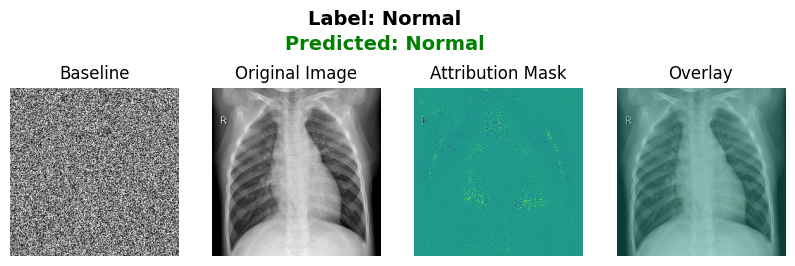 Label: Normal
Predicted: Normal
Baseline
Original Image
Attribution Mask
Overlay
R
R